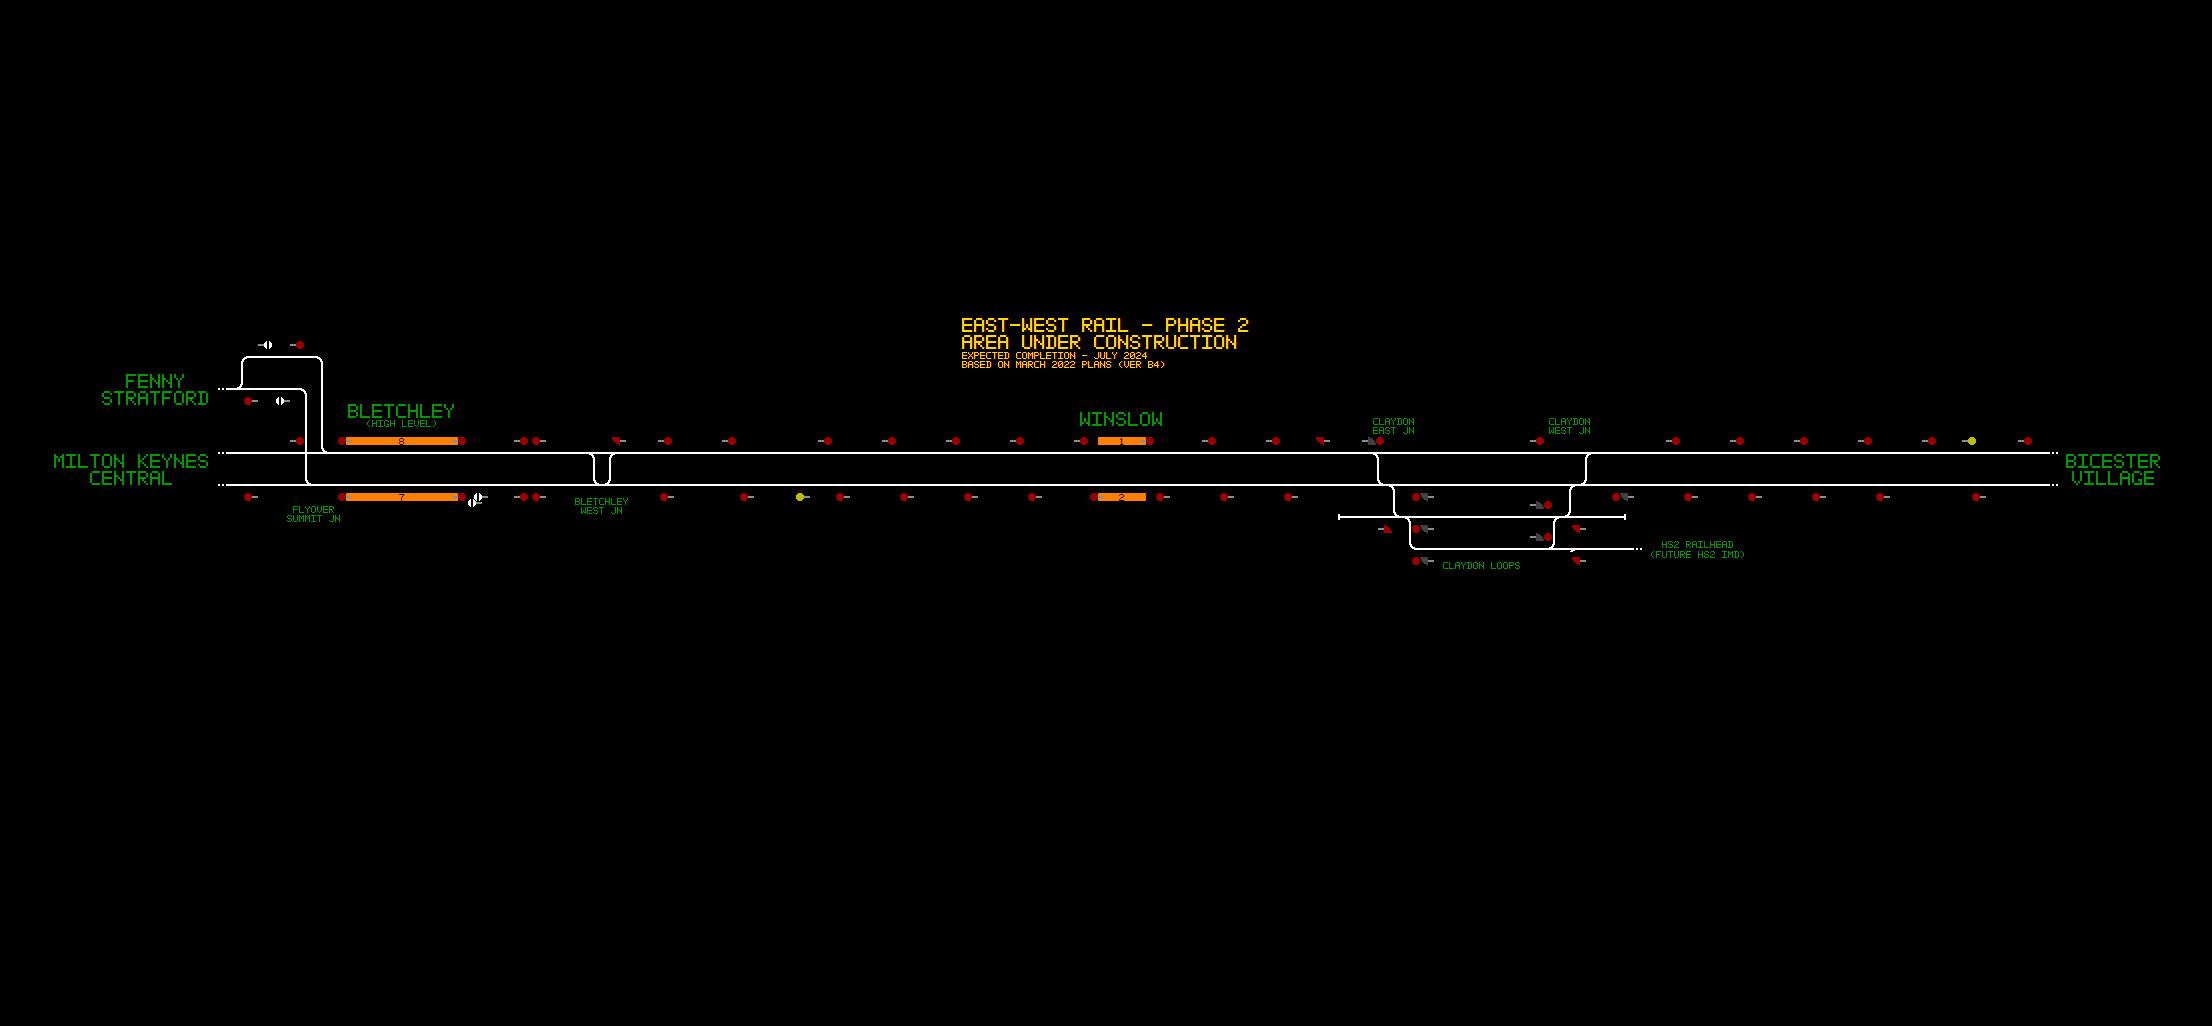 EAST-WEST RAIL - PHASE 2
AREA UNDER CONSTRUCTION
EXPECTED COMPLETION - JULY 2024
BASED ON MARCH 2022 PLANS (VER B4)
FENNY
STRATFORD
BLETCHLEY
(HIGH LEVEL)
WINSLOW
CLAYDON
EAST JN
CLAYDON
WEST JN
8
1
MILTON KEYNES
CENTRAL
BICESTER
VILLAGE
7
2
FLYOVER
SUMMIT JN
BLETCHLEY
WEST JN
HS2 RAILHEAD
(FUTURE HS2 IMD)
CLAYDON LOOPS